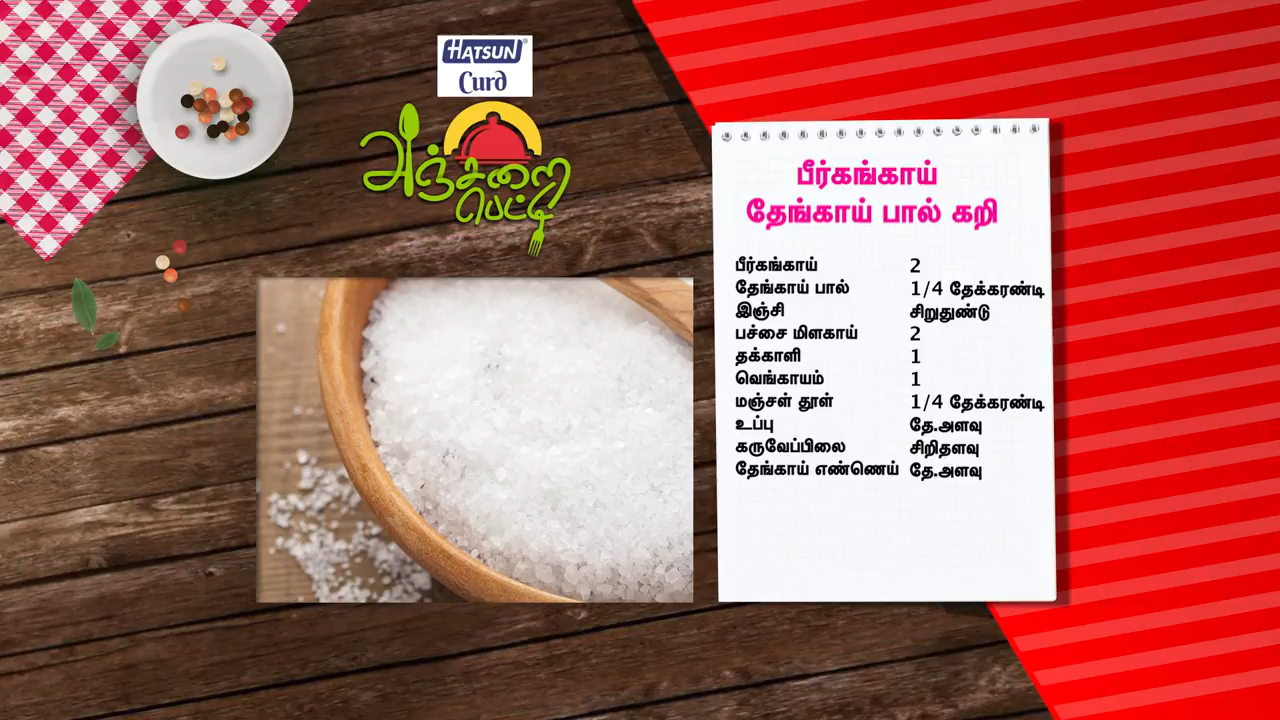 HATSUN
Curd
அஞ்சறை
பெட்டி
பீர்கங்காய்
தேங்காய் பால் கறி
பீர்கங்காய் 2
தேங்காய் பால் 1/4 தேக்கரண்டி
இஞ்சி சிறுதுண்டு
பச்சை மிளகாய் 2
தக்காளி 1
வெங்காயம் 1
மஞ்சள் தூள் 1/4 தேக்கரண்டி
உப்பு தே.அளவு
கருவேப்பிலை சிறிதளவு
தேங்காய் எண்ணெய் தே.அளவு